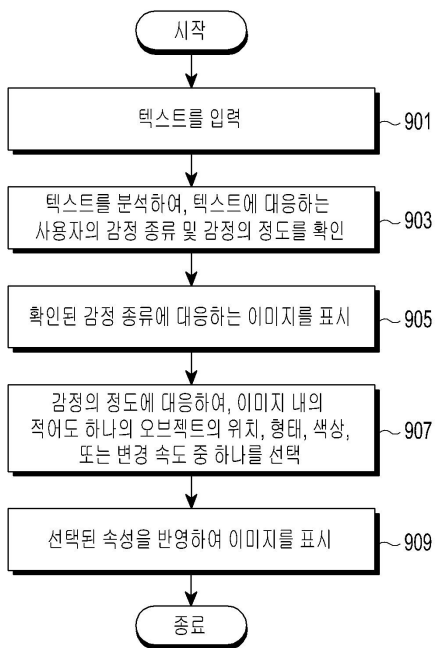 시작
텍스트를 입력
901
텍스트를 분석하여, 텍스트에 대응하는
사용자의 감정 종류 및 감정의 정도를 확인
903
확인된 감정 종류에 대응하는 이미지를 표시
905
감정의 정도에 대응하여, 이미지 내의
적어도 하나의 오브젝트의 위치, 형태, 색상,
또는 변경 속도 중 하나를 선택
907
선택된 속성을 반영하여 이미지를 표시
909
종료